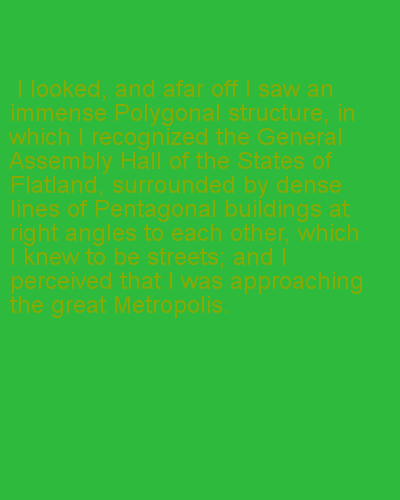 I looked, and afar off I saw an
immense Polygonal structure, in
which I recognized the General
Assembly Hall of the States of
Flatland, surrounded by dense
lines of Pentagonal buildings at
right angles to each other, which
I knew to be streets; and I
perceived that I was approaching
the great Metropolis.